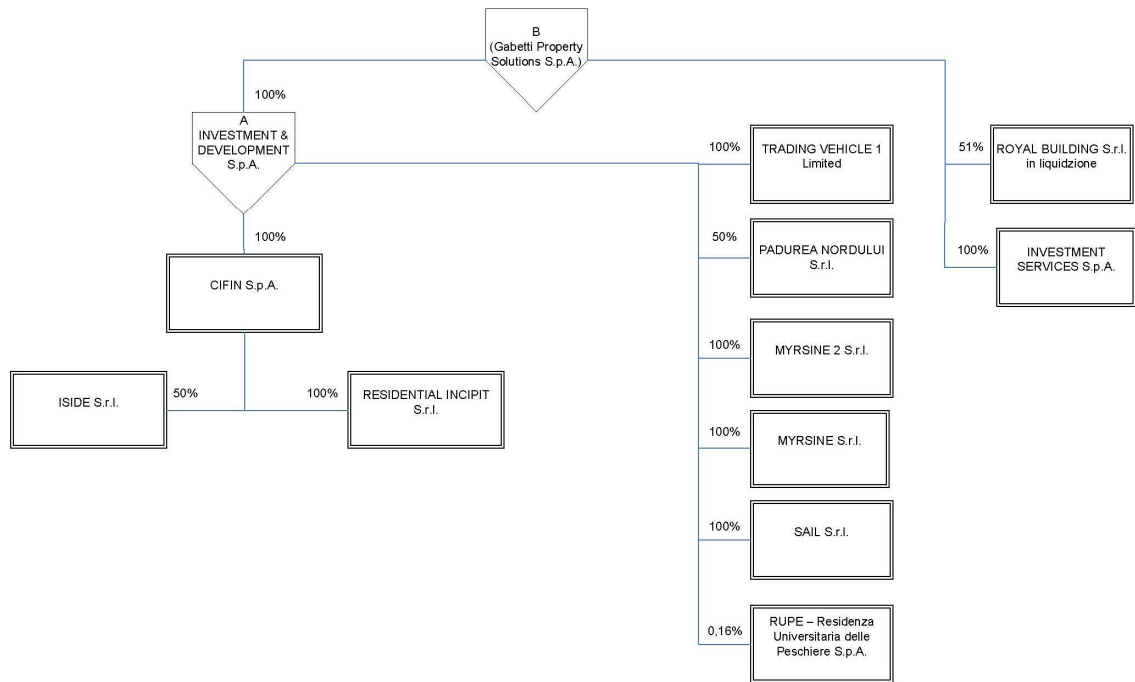 B
(Gabetti Property
Solutions S.p.A.)
100%
A
INVESTMENT &
DEVELOPMENT
S.p.A.
100%
TRADING VEHICLE 1
Limited
51%
ROYAL BUILDING S.r.l.
in liquidzione
100%
CIFIN S.p.A.
50%
PADUREA NORDULUI
S.r.l.
100%
INVESTMENT
SERVICES S.p.A.
100%
MYRSINE 2 S.r.l.
ISIDE S.r.l.
50%
100%
RESIDENTIAL INCIPIT
S.r.l.
100%
MYRSINE S.r.l.
100%
SAIL S.r.l.
0,16%
RUPE – Residenza
Universitaria delle
Peschiere S.p.A.